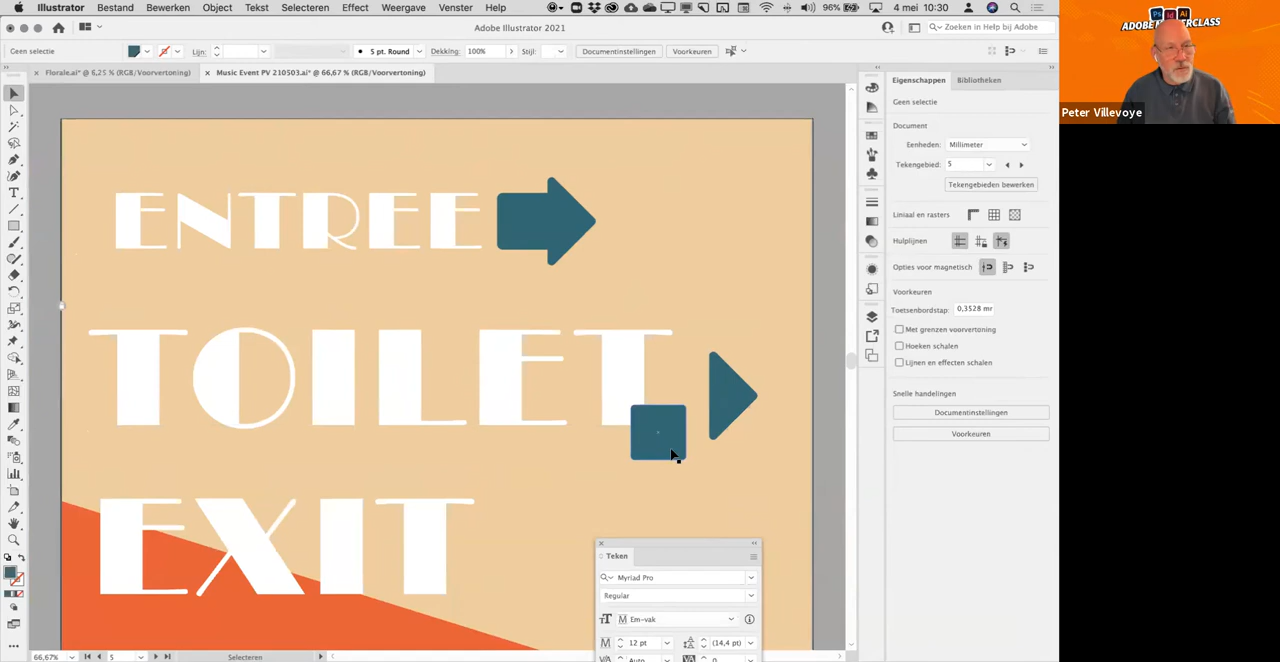 Illustrator Bestand Bewerken Object Tekst Selecteren Effect Weergave Venster Help 96% 4 mei 10:30
Adobe Illustrator 2021
Zoeken in Help bij Adobe
Geen selectie Lijn: 5 pt. Round Dekking: 100% Stijl: Documentinstellingen Voorkeuren
Florale.ai* @ 6,25 % (RGB/Voorvertoning) Music Event PV 210503.ai* @ 66,67 % (RGB/Voorvertoning)
ENTREE
TOILET
EXIT
Teken
Myriad Pro
Regular
Em-vak
12 pt (14,4 pt)
Auto 0
66,67% 5 Selecteren
Eigenschappen Bibliotheken
Geen selectie
Document
Eenheden: Millimeter
Tekengebied: 5
Tekengebieden bewerken
Liniaal en rasters
Hulplijnen
Opties voor magnetisch
Voorkeuren
Toetsenbordstap: 0,3528 mr
Met grenzen voorvertoning
Hoeken schalen
Lijnen en effecten schalen
Snelle handelingen
Documentinstellingen
Voorkeuren
Ps Id Ai
Peter Villevoye